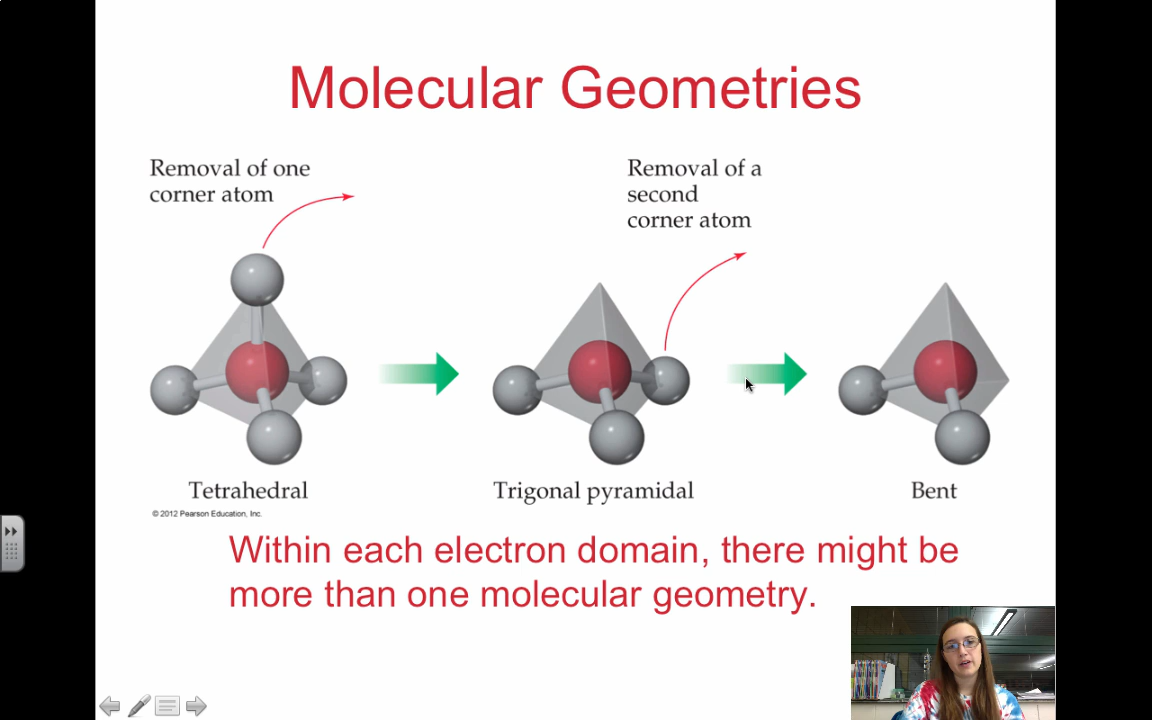 Molecular Geometries
Removal of one
corner atom
Removal of a
second
corner atom
Tetrahedral
Trigonal pyramidal
Bent
© 2012 Pearson Education, Inc.
Within each electron domain, there might be
more than one molecular geometry.